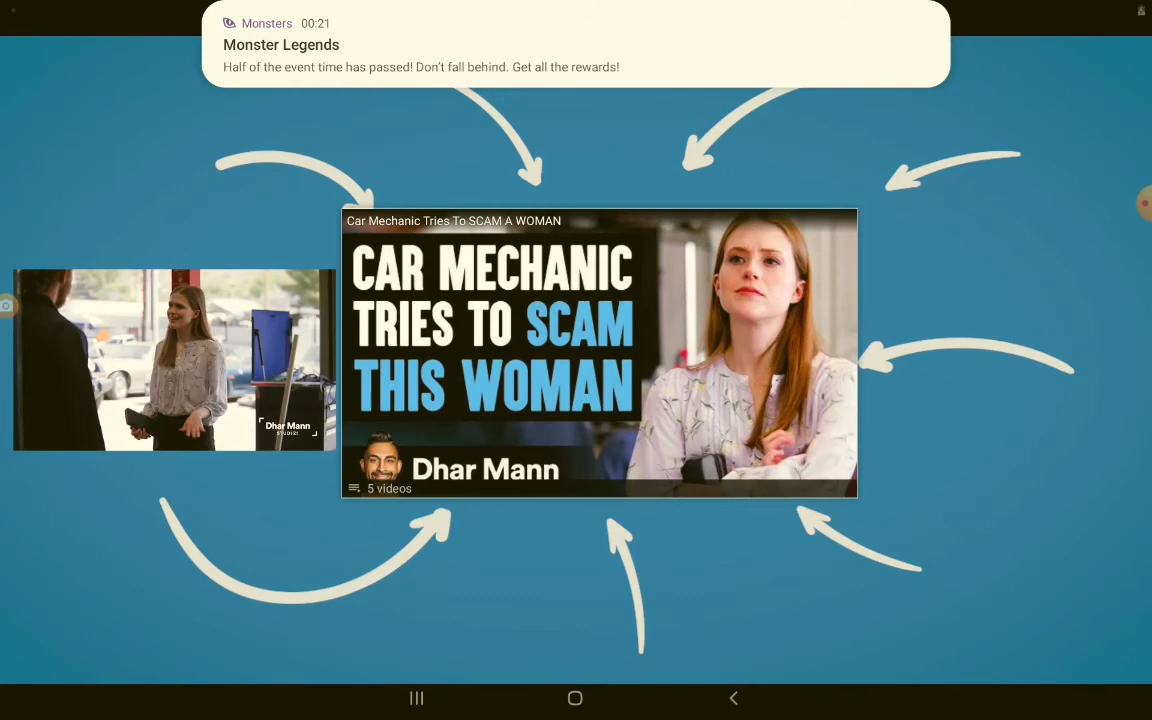 Monsters 00:21
Monster Legends
Half of the event time has passed! Don't fall behind. Get all the rewards!
Car Mechanic Tries To SCAM A WOMAN
CAR MECHANIC
TRIES TO SCAM
THIS WOMAN
Dhar Mann
5 videos
Dhar Mann
STUDIOS